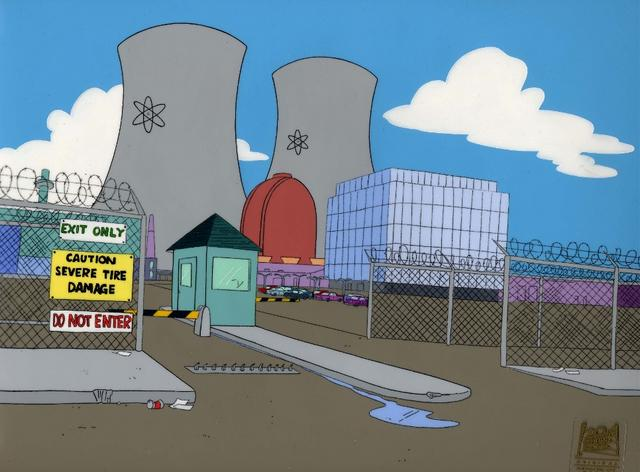 EXIT ONLY
CAUTION
SEVERE TIRE
DAMAGE
DO NOT ENTER